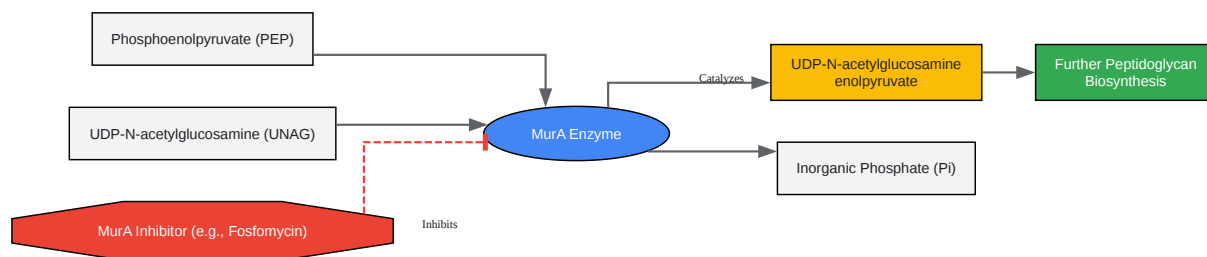 Phosphoenolpyruvate (PEP)
UDP-N-acetylglucosamine (UNAG)
MurA Inhibitor (e.g., Fosfomycin)
Inhibits
MurA Enzyme
Catalyzes
UDP-N-acetylglucosamine
enolpyruvate
Inorganic Phosphate (Pi)
Further Peptidoglycan
Biosynthesis